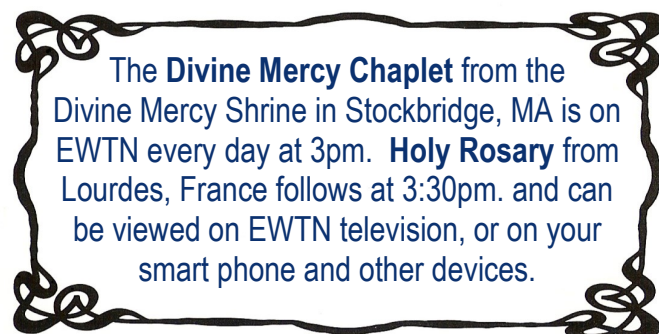 The Divine Mercy Chaplet from the
Divine Mercy Shrine in Stockbridge, MA is on
EWTN every day at 3pm.  Holy Rosary from
Lourdes, France follows at 3:30pm. and can
be viewed on EWTN television, or on your
smart phone and other devices.